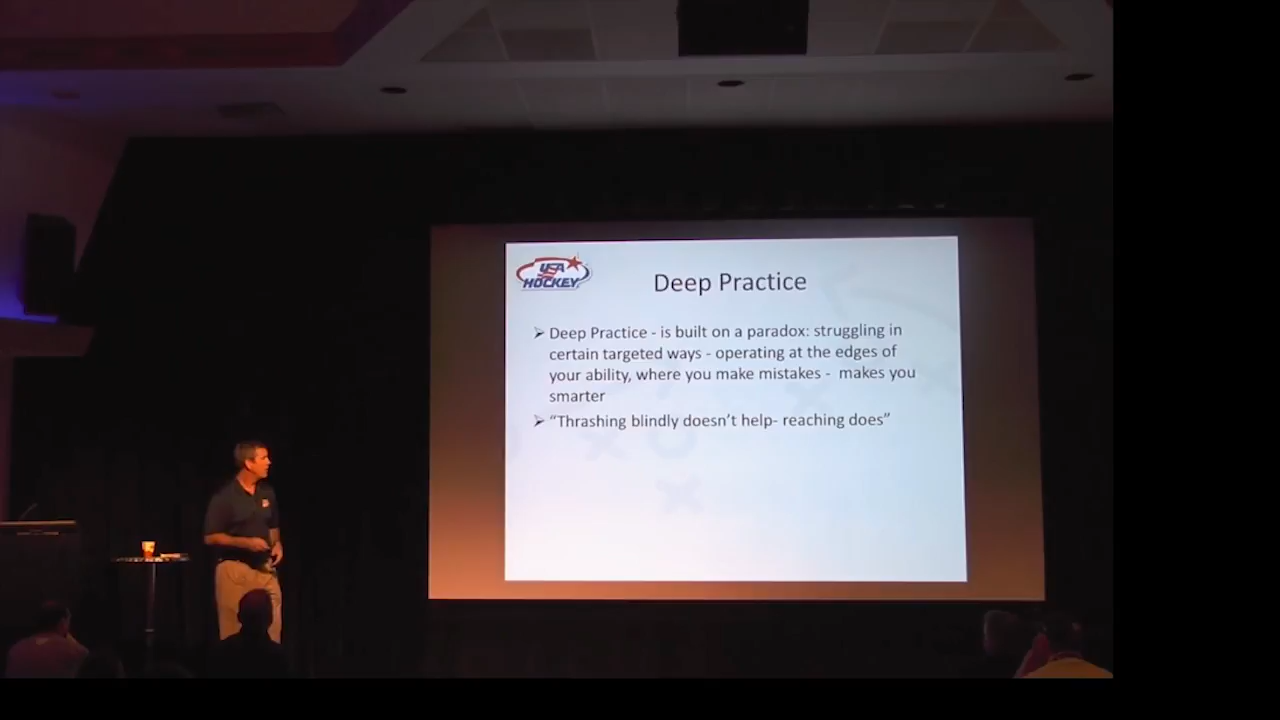 USA
HOCKEY
Deep Practice
➢ Deep Practice - is built on a paradox: struggling in
certain targeted ways - operating at the edges of
your ability, where you make mistakes -  makes you
smarter
➢ “Thrashing blindly doesn’t help- reaching does”